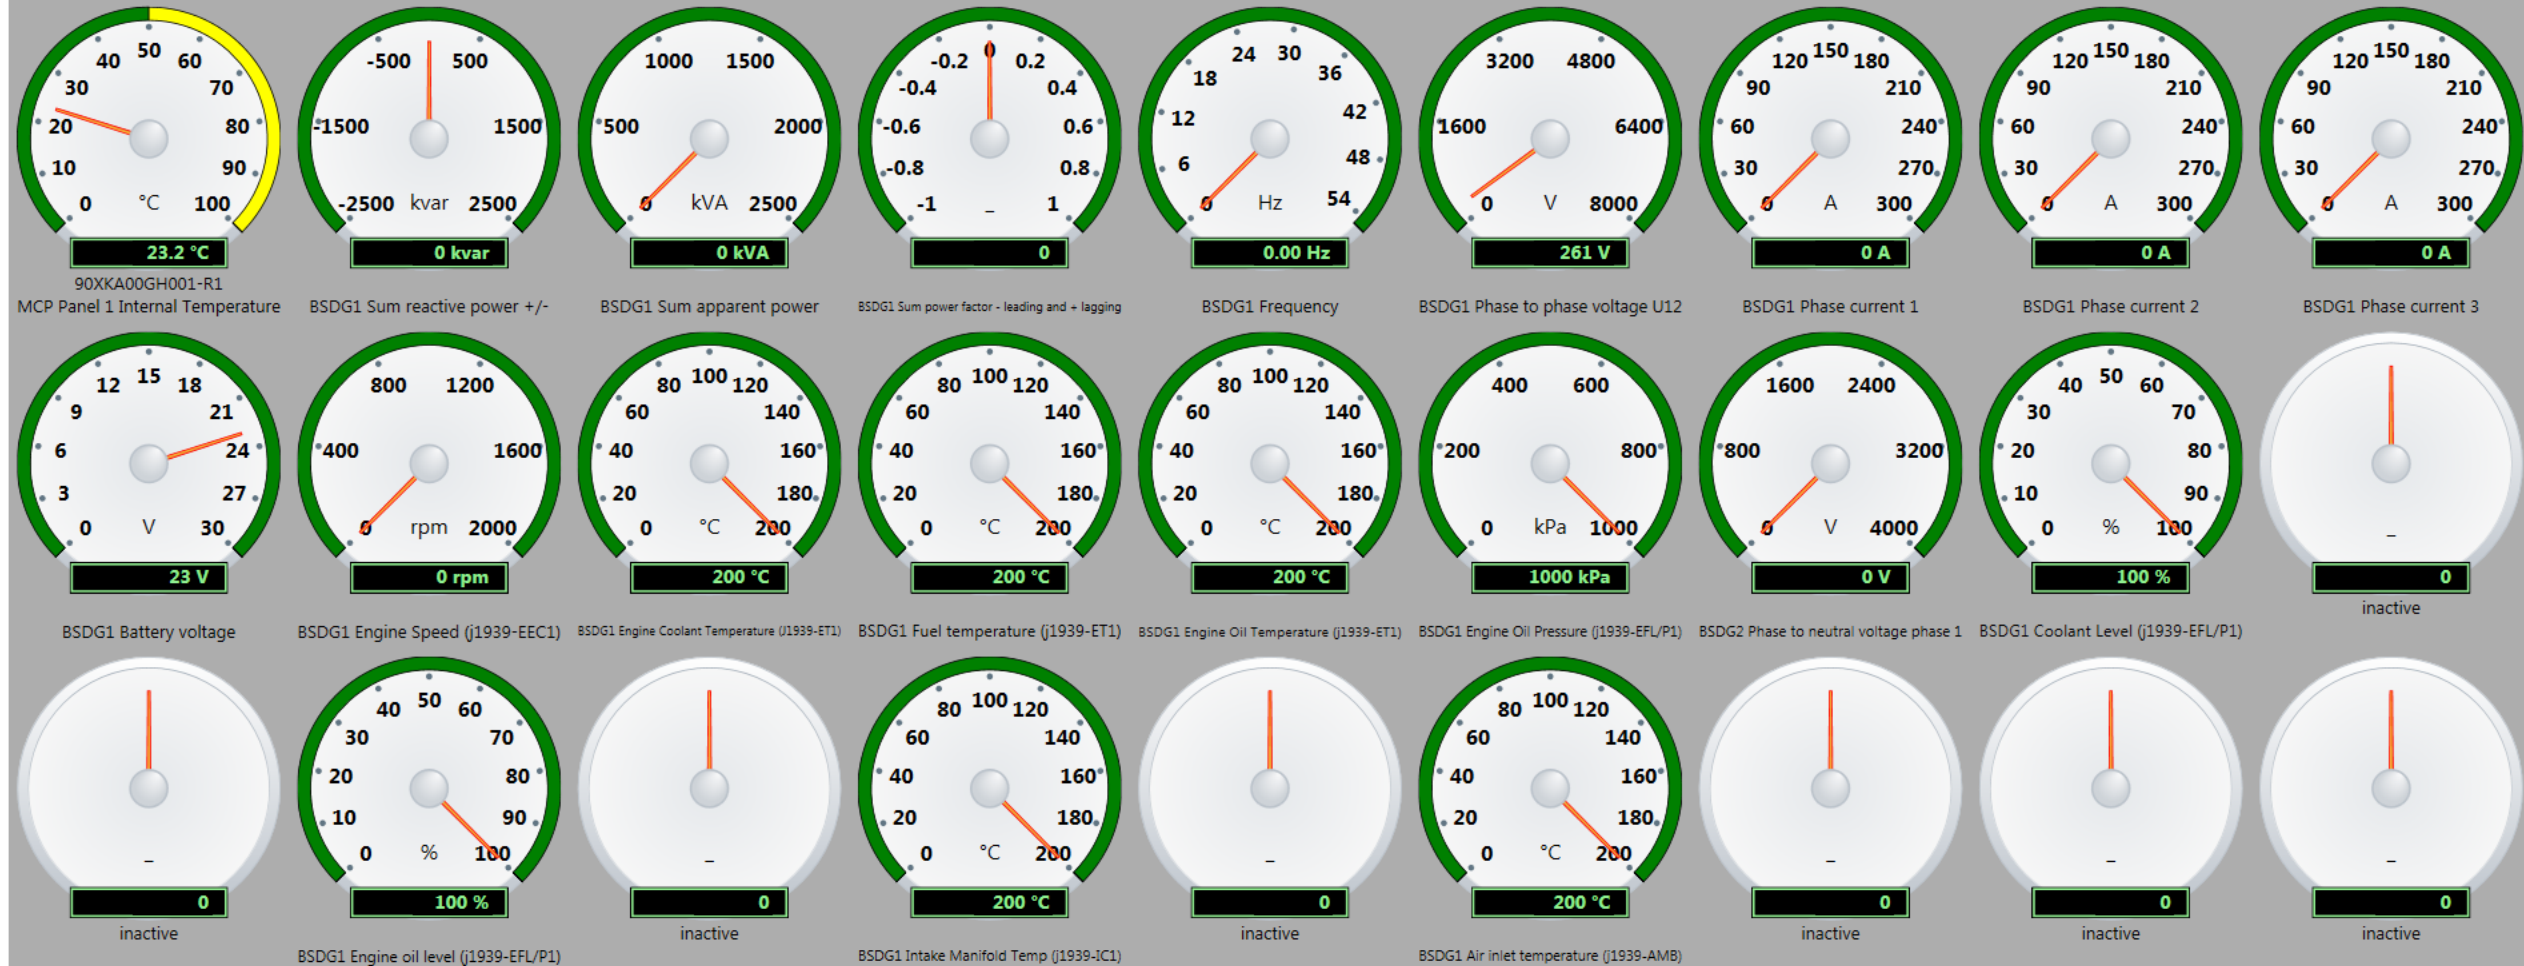 0 10 20 30 40 50 60 70 80 90 100
°C
23.2 °C
90XKA00GH001-R1
MCP Panel 1 Internal Temperature
-2500 -1500 -500 500 1500 2500
kvar
0 kvar
BSDG1 Sum reactive power +/-
0 500 1000 1500 2000 2500
kVA
0 kVA
BSDG1 Sum apparent power
-1 -0.8 -0.6 -0.4 -0.2 0 0.2 0.4 0.6 0.8 1
_
0
BSDG1 Sum power factor - leading and + lagging
0 6 12 18 24 30 36 42 48 54
Hz
0.00 Hz
BSDG1 Frequency
0 1600 3200 4800 6400 8000
V
261 V
BSDG1 Phase to phase voltage U12
0 30 60 90 120 150 180 210 240 270 300
A
0 A
BSDG1 Phase current 1
0 30 60 90 120 150 180 210 240 270 300
A
0 A
BSDG1 Phase current 2
0 30 60 90 120 150 180 210 240 270 300
A
0 A
BSDG1 Phase current 3
0 3 6 9 12 15 18 21 24 27 30
V
23 V
BSDG1 Battery voltage
0 400 800 1200 1600 2000
rpm
0 rpm
BSDG1 Engine Speed (j1939-EEC1)
0 20 40 60 80 100 120 140 160 180 200
°C
200 °C
BSDG1 Engine Coolant Temperature (J1939-ET1)
0 20 40 60 80 100 120 140 160 180 200
°C
200 °C
BSDG1 Fuel temperature (j1939-ET1)
0 20 40 60 80 100 120 140 160 180 200
°C
200 °C
BSDG1 Engine Oil Temperature (j1939-ET1)
0 200 400 600 800 1000
kPa
1000 kPa
BSDG1 Engine Oil Pressure (j1939-EFL/P1)
0 800 1600 2400 3200 4000
V
0 V
BSDG2 Phase to neutral voltage phase 1
0 10 20 30 40 50 60 70 80 90 100
%
100 %
BSDG1 Coolant Level (j1939-EFL/P1)
_
0
inactive
_
0
inactive
0 10 20 30 40 50 60 70 80 90 100
%
100 %
BSDG1 Engine oil level (j1939-EFL/P1)
_
0
inactive
0 20 40 60 80 100 120 140 160 180 200
°C
200 °C
BSDG1 Intake Manifold Temp (j1939-IC1)
_
0
inactive
0 20 40 60 80 100 120 140 160 180 200
°C
200 °C
BSDG1 Air inlet temperature (j1939-AMB)
_
0
inactive
_
0
inactive
_
0
inactive